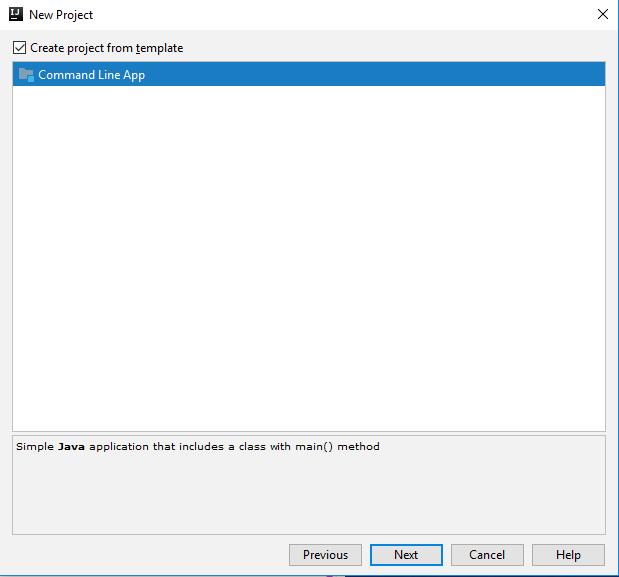 IJ New Project
Create project from template
Command Line App
Simple Java application that includes a class with main() method
Previous Next Cancel Help